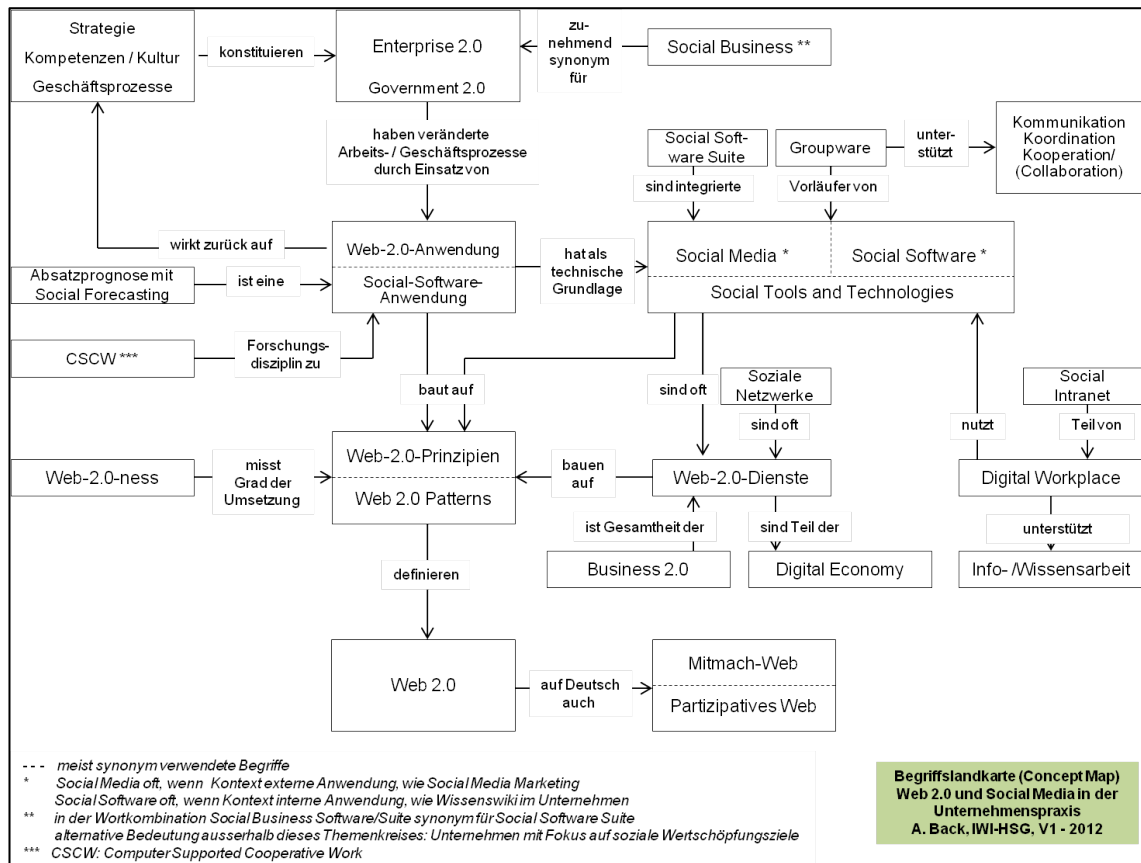 Strategie
Kompetenzen / Kultur
Geschäftsprozesse
konstituieren
Enterprise 2.0
Government 2.0
zu-
nehmend
synonym
für
Social Business **
haben veränderte
Arbeits- / Geschäftsprozesse
durch Einsatz von
Social Soft-
ware Suite
Groupware
unter-
stützt
Kommunikation
Koordination
Kooperation/
(Collaboration)
sind integrierte
Vorläufer von
wirkt zurück auf
Web-2.0-Anwendung
Social-Software-
Anwendung
hat als
technische
Grundlage
Social Media *
Social Software *
Social Tools and Technologies
Absatzprognose mit
Social Forecasting
ist eine
CSCW ***
Forschungs-
disziplin zu
baut auf
sind oft
Soziale
Netzwerke
sind oft
Social
Intranet
nutzt
Teil von
Web-2.0-ness
misst
Grad der
Umsetzung
Web-2.0-Prinzipien
Web 2.0 Patterns
bauen
auf
Web-2.0-Dienste
Digital Workplace
ist Gesamtheit der
sind Teil der
unterstützt
Business 2.0
Digital Economy
Info- /Wissensarbeit
definieren
Web 2.0
auf Deutsch
auch
Mitmach-Web
Partizipatives Web
--- meist synonym verwendete Begriffe
* Social Media oft, wenn Kontext externe Anwendung, wie Social Media Marketing
Social Software oft, wenn Kontext interne Anwendung, wie Wissenswiki im Unternehmen
** in der Wortkombination Social Business Software/Suite synonym für Social Software Suite
alternative Bedeutung ausserhalb dieses Themenkreises: Unternehmen mit Fokus auf soziale Wertschöpfungsziele
*** CSCW: Computer Supported Cooperative Work
Begriffslandkarte (Concept Map)
Web 2.0 und Social Media in der
Unternehmenspraxis
A. Back, IWI-HSG, V1 - 2012